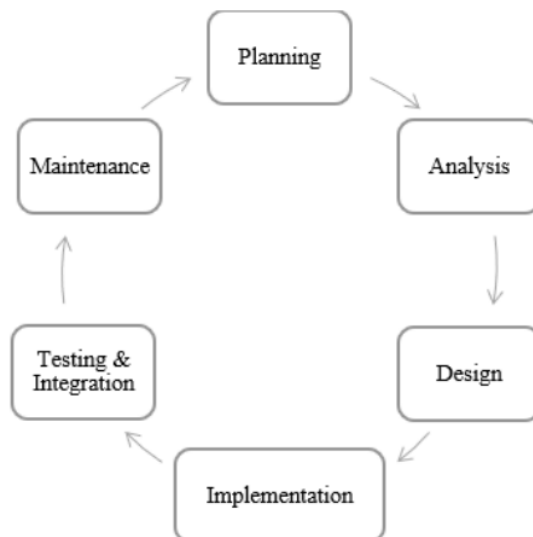 Planning
Analysis
Design
Implementation
Testing &
Integration
Maintenance